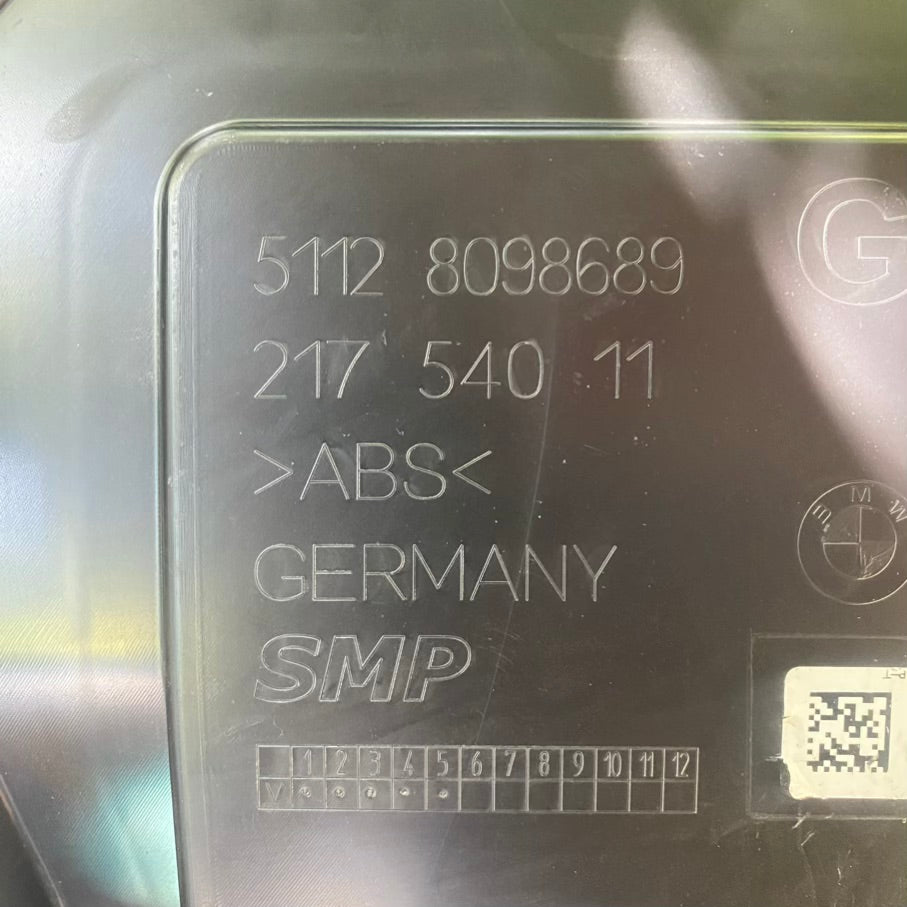 5112 8098689
G
217 540 11
>ABS<
BMW
GERMANY
SMP
1 2 3 4 5 6 7 8 9 10 11 12
V